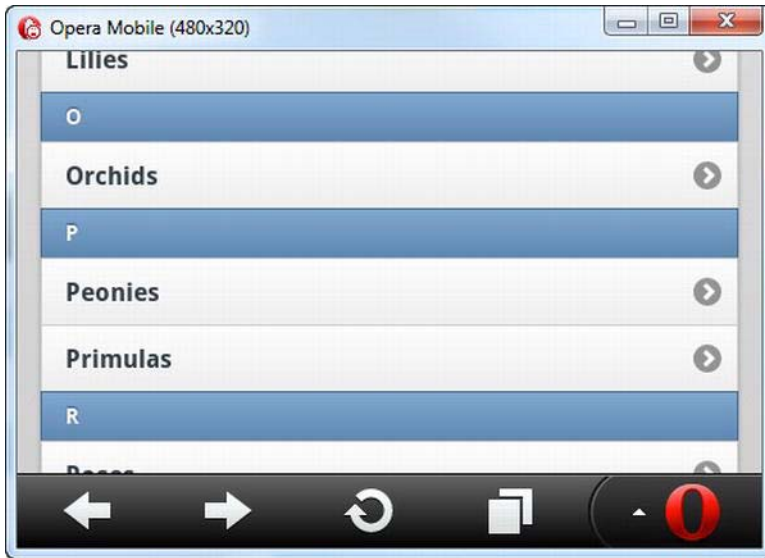 Opera Mobile (480x320)
Lilies
O
Orchids
P
Peonies
Primulas
R